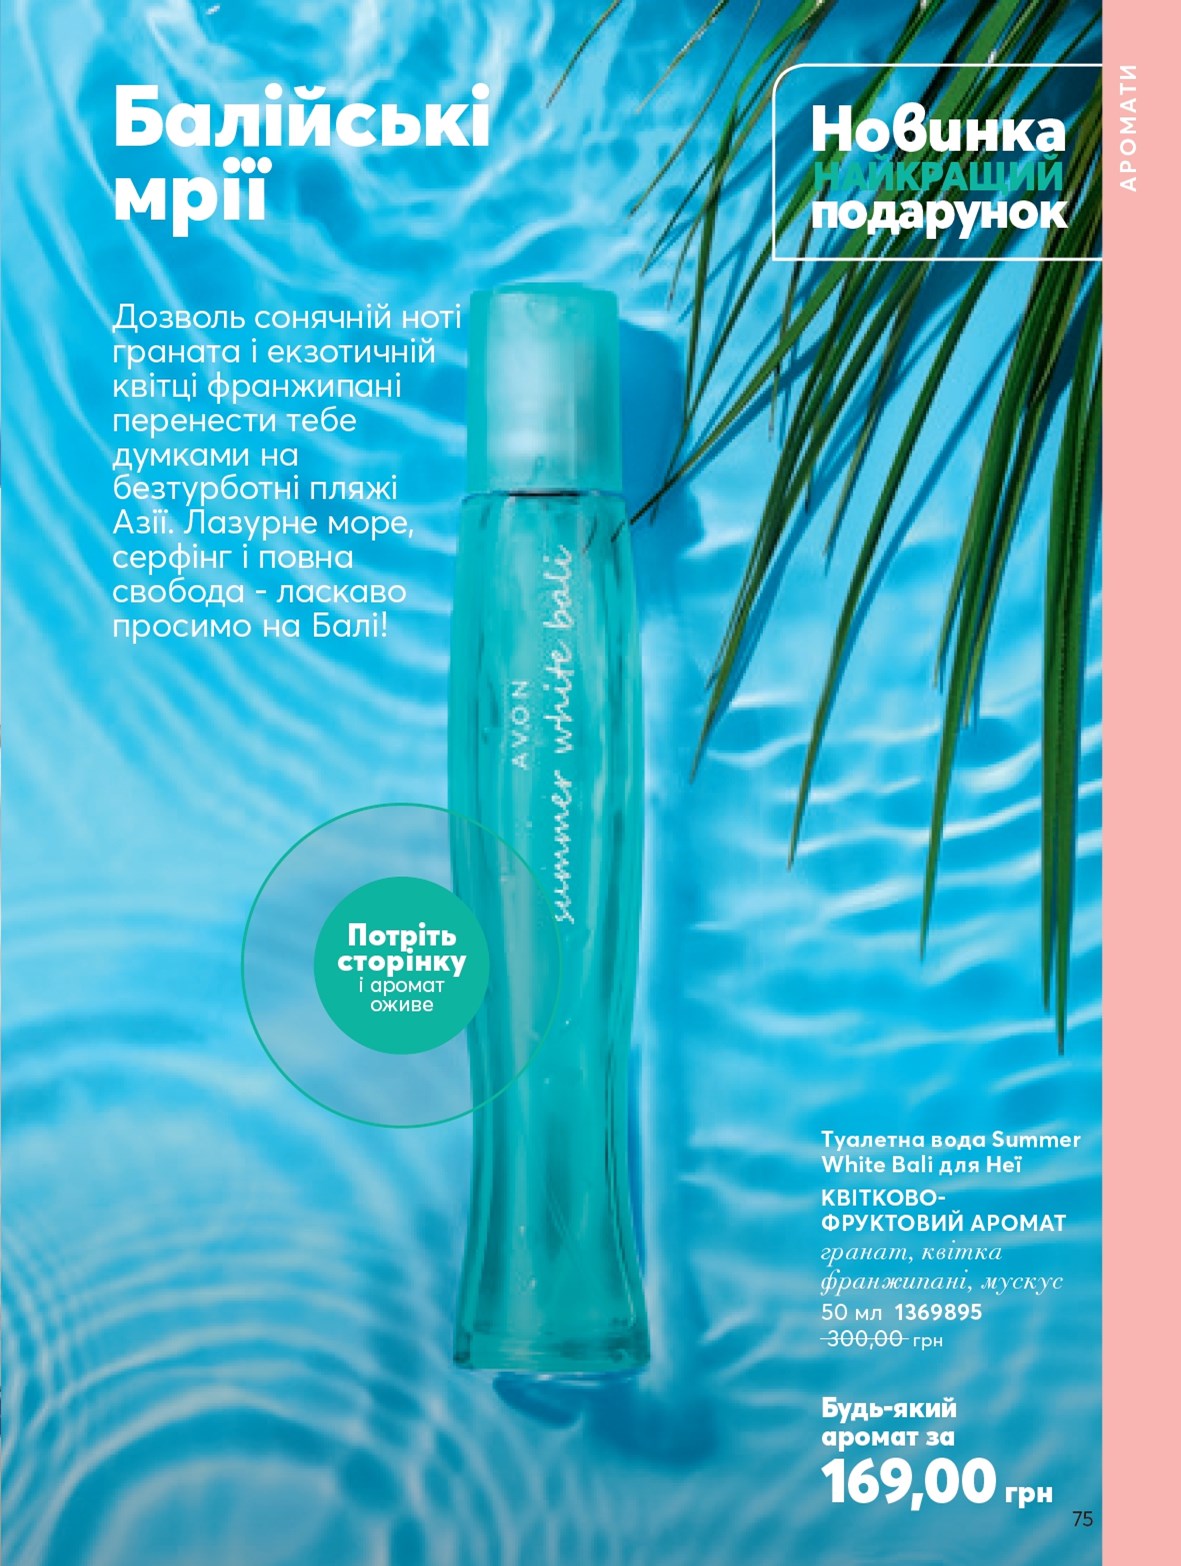 Балійські
мрії
Новинка
НАЙКРАЩИЙ
подарунок
АРОМАТИ
Дозволь сонячній ноті
граната і екзотичній
квітці франжипані
перенести тебе
думками на
безтурботні пляжі
Азії. Лазурне море,
серфінг і повна
свобода - ласкаво
просимо на Балі!
AVON
summer white bali
Потріть
сторінку
і аромат
оживе
Туалетна вода Summer
White Bali для Неї
КВІТКОВО-
ФРУКТОВИЙ АРОМАТ
гранат, квітка
франжипані, мускус
50 мл 1369895
300,00 грн
Будь-який
аромат за
169,00 грн
75